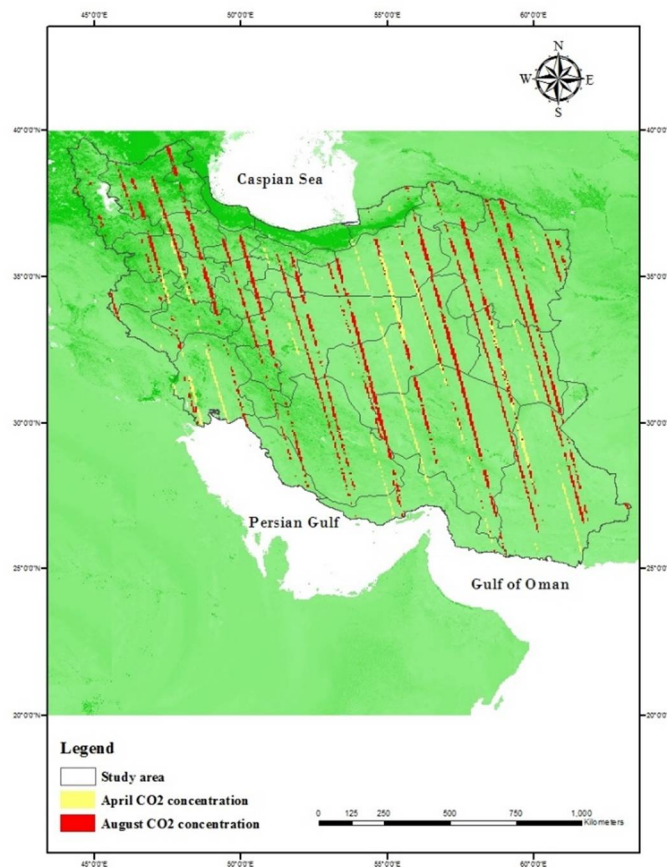 45°0'0"E 50°0'0"E 55°0'0"E 60°0'0"E
N
W E
S
40°0'0"N 40°0'0"N
Caspian Sea
35°0'0"N 35°0'0"N
30°0'0"N 30°0'0"N
Persian Gulf
25°0'0"N 25°0'0"N
Gulf of Oman
20°0'0"N 20°0'0"N
Legend
Study area
April CO2 concentration
August CO2 concentration
0 125 250 500 750 1,000
Kilometers
45°0'0"E 50°0'0"E 55°0'0"E 60°0'0"E